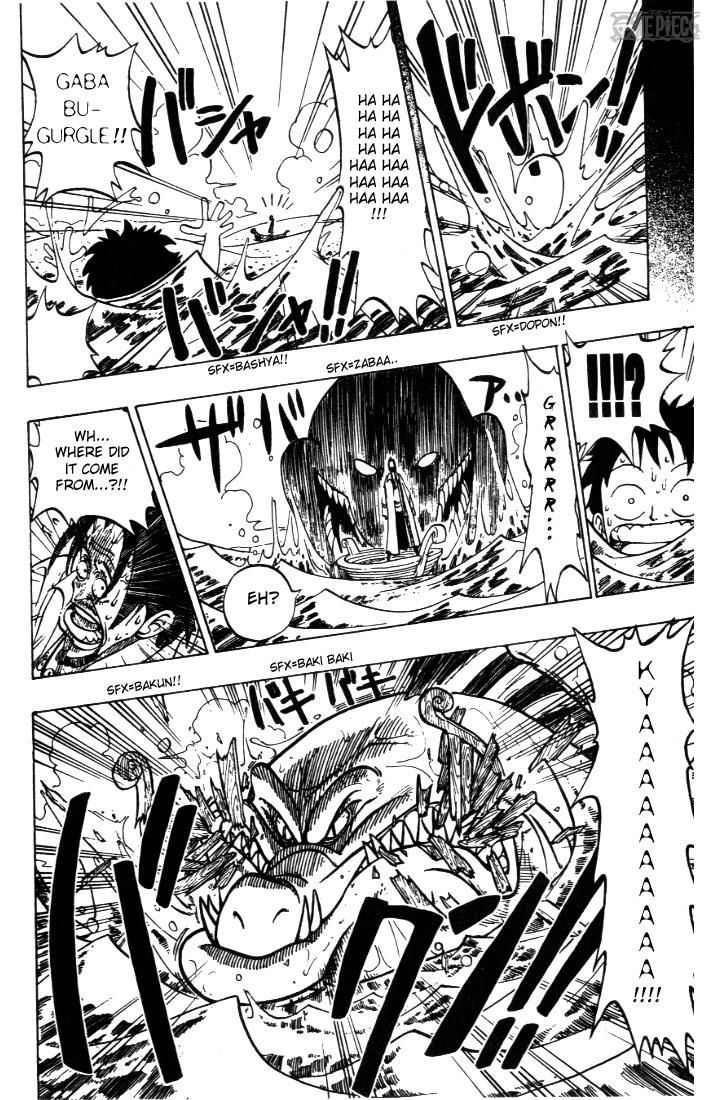 ONE PIECE
ドボォン!!
HA HA
HA HA
HA HA
HA HA
HAA HAA
HAA HAA
HAA HAA
!!!
GABA
BU-
GURGLE!!
バシャ
バシャ!!
SFX=DOPON!!
SFX=BASHYA!!
SFX=ZABAA..
!!!?
GRRRRR...
ザバァ..
EH?
WH...
WHERE DID
IT COME
FROM...?!!
SFX=BAKI BAKI
SFX=BAKUN!!
KYAAAAAAAAAAA!!!!
バキ バキ
バクン!!